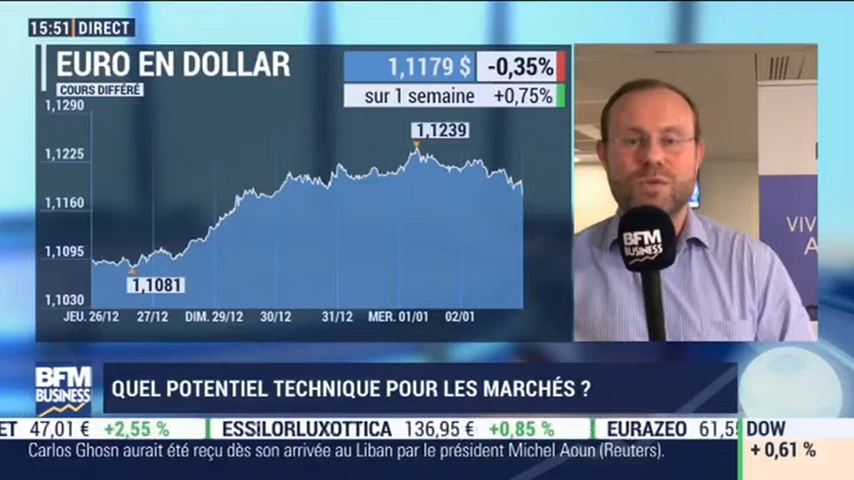 15:51 DIRECT
EURO EN DOLLAR
COURS DIFFÉRÉ
1,1179 $ -0,35%
sur 1 semaine +0,75%
1,1290
1,1225
1,1160
1,1095
1,1030
1,1239
1,1081
JEU. 26/12 27/12 DIM. 29/12 30/12 31/12 MER. 01/01 02/01
BFM
BUSINESS
VIV
A
BFM
BUSINESS
QUEL POTENTIEL TECHNIQUE POUR LES MARCHÉS ?
ET 47,01 € +2,55 % ESSILORLUXOTTICA 136,95 € +0,85 % EURAZEO 61,55
DOW
+ 0,61 %
Carlos Ghosn aurait été reçu dès son arrivée au Liban par le président Michel Aoun (Reuters).